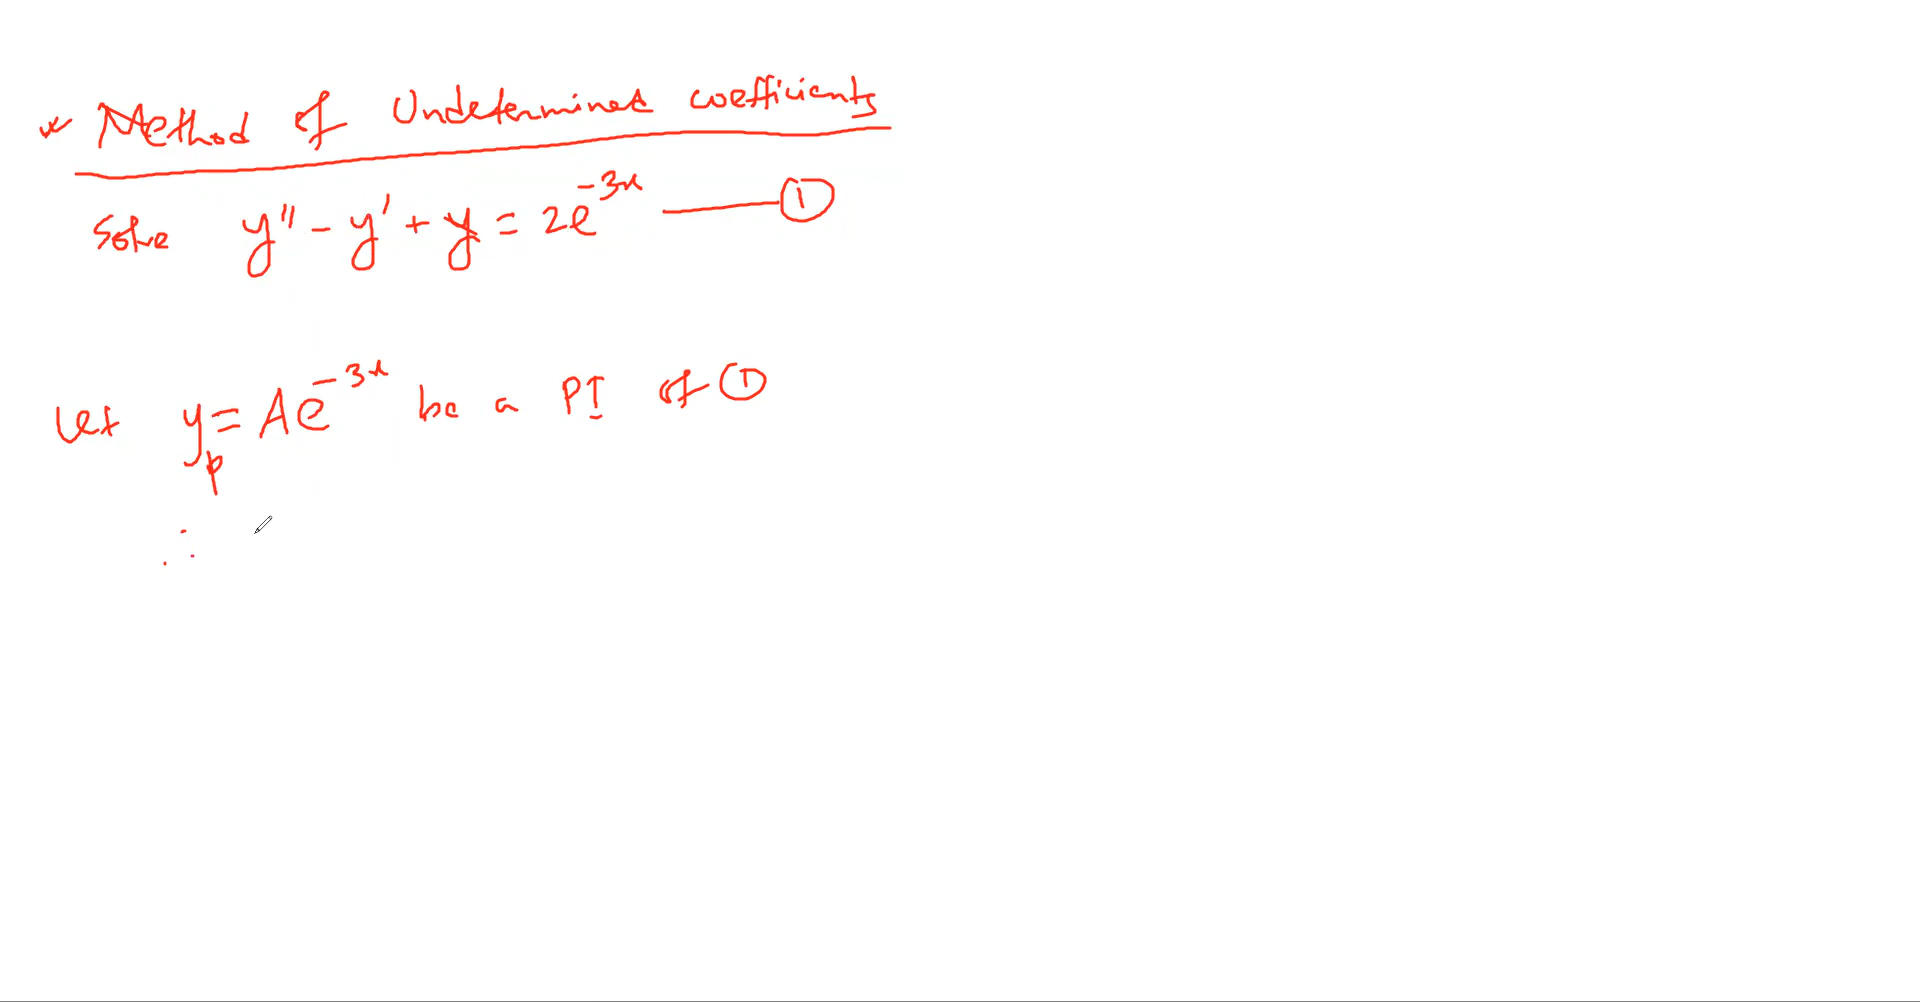 * Method of Undetermined coefficients
Solve y'' - y' + y = 2e^{-3x} ——— ①
Let y_p = Ae^{-3x} be a PI of ①
∴